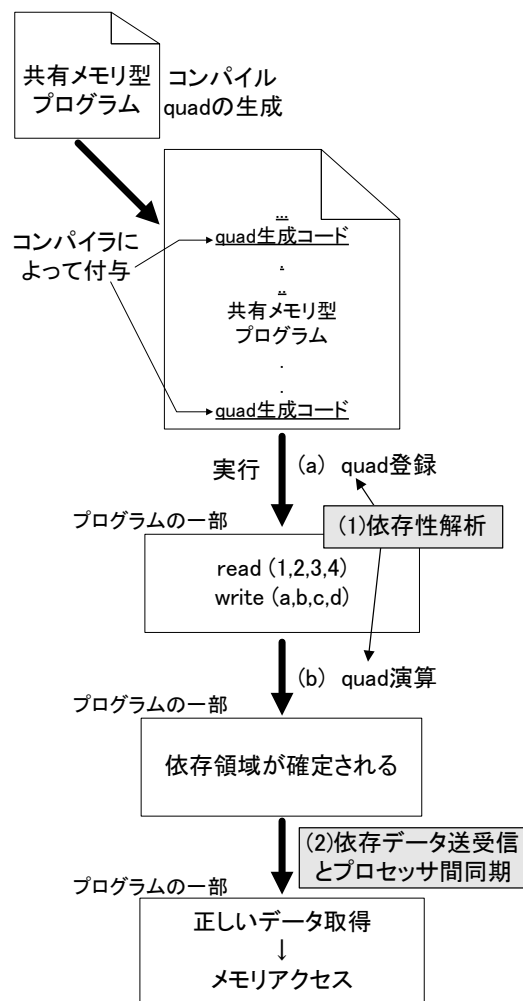 共有メモリ型
プログラム
コンパイル
quadの生成
...
quad生成コード
コンパイラに
よって付与
.
..
共有メモリ型
プログラム
.
.
quad生成コード
実行
(a) quad登録
プログラムの一部
(1)依存性解析
read (1,2,3,4)
write (a,b,c,d)
(b) quad演算
プログラムの一部
依存領域が確定される
(2)依存データ送受信
とプロセッサ間同期
プログラムの一部
正しいデータ取得
↓
メモリアクセス